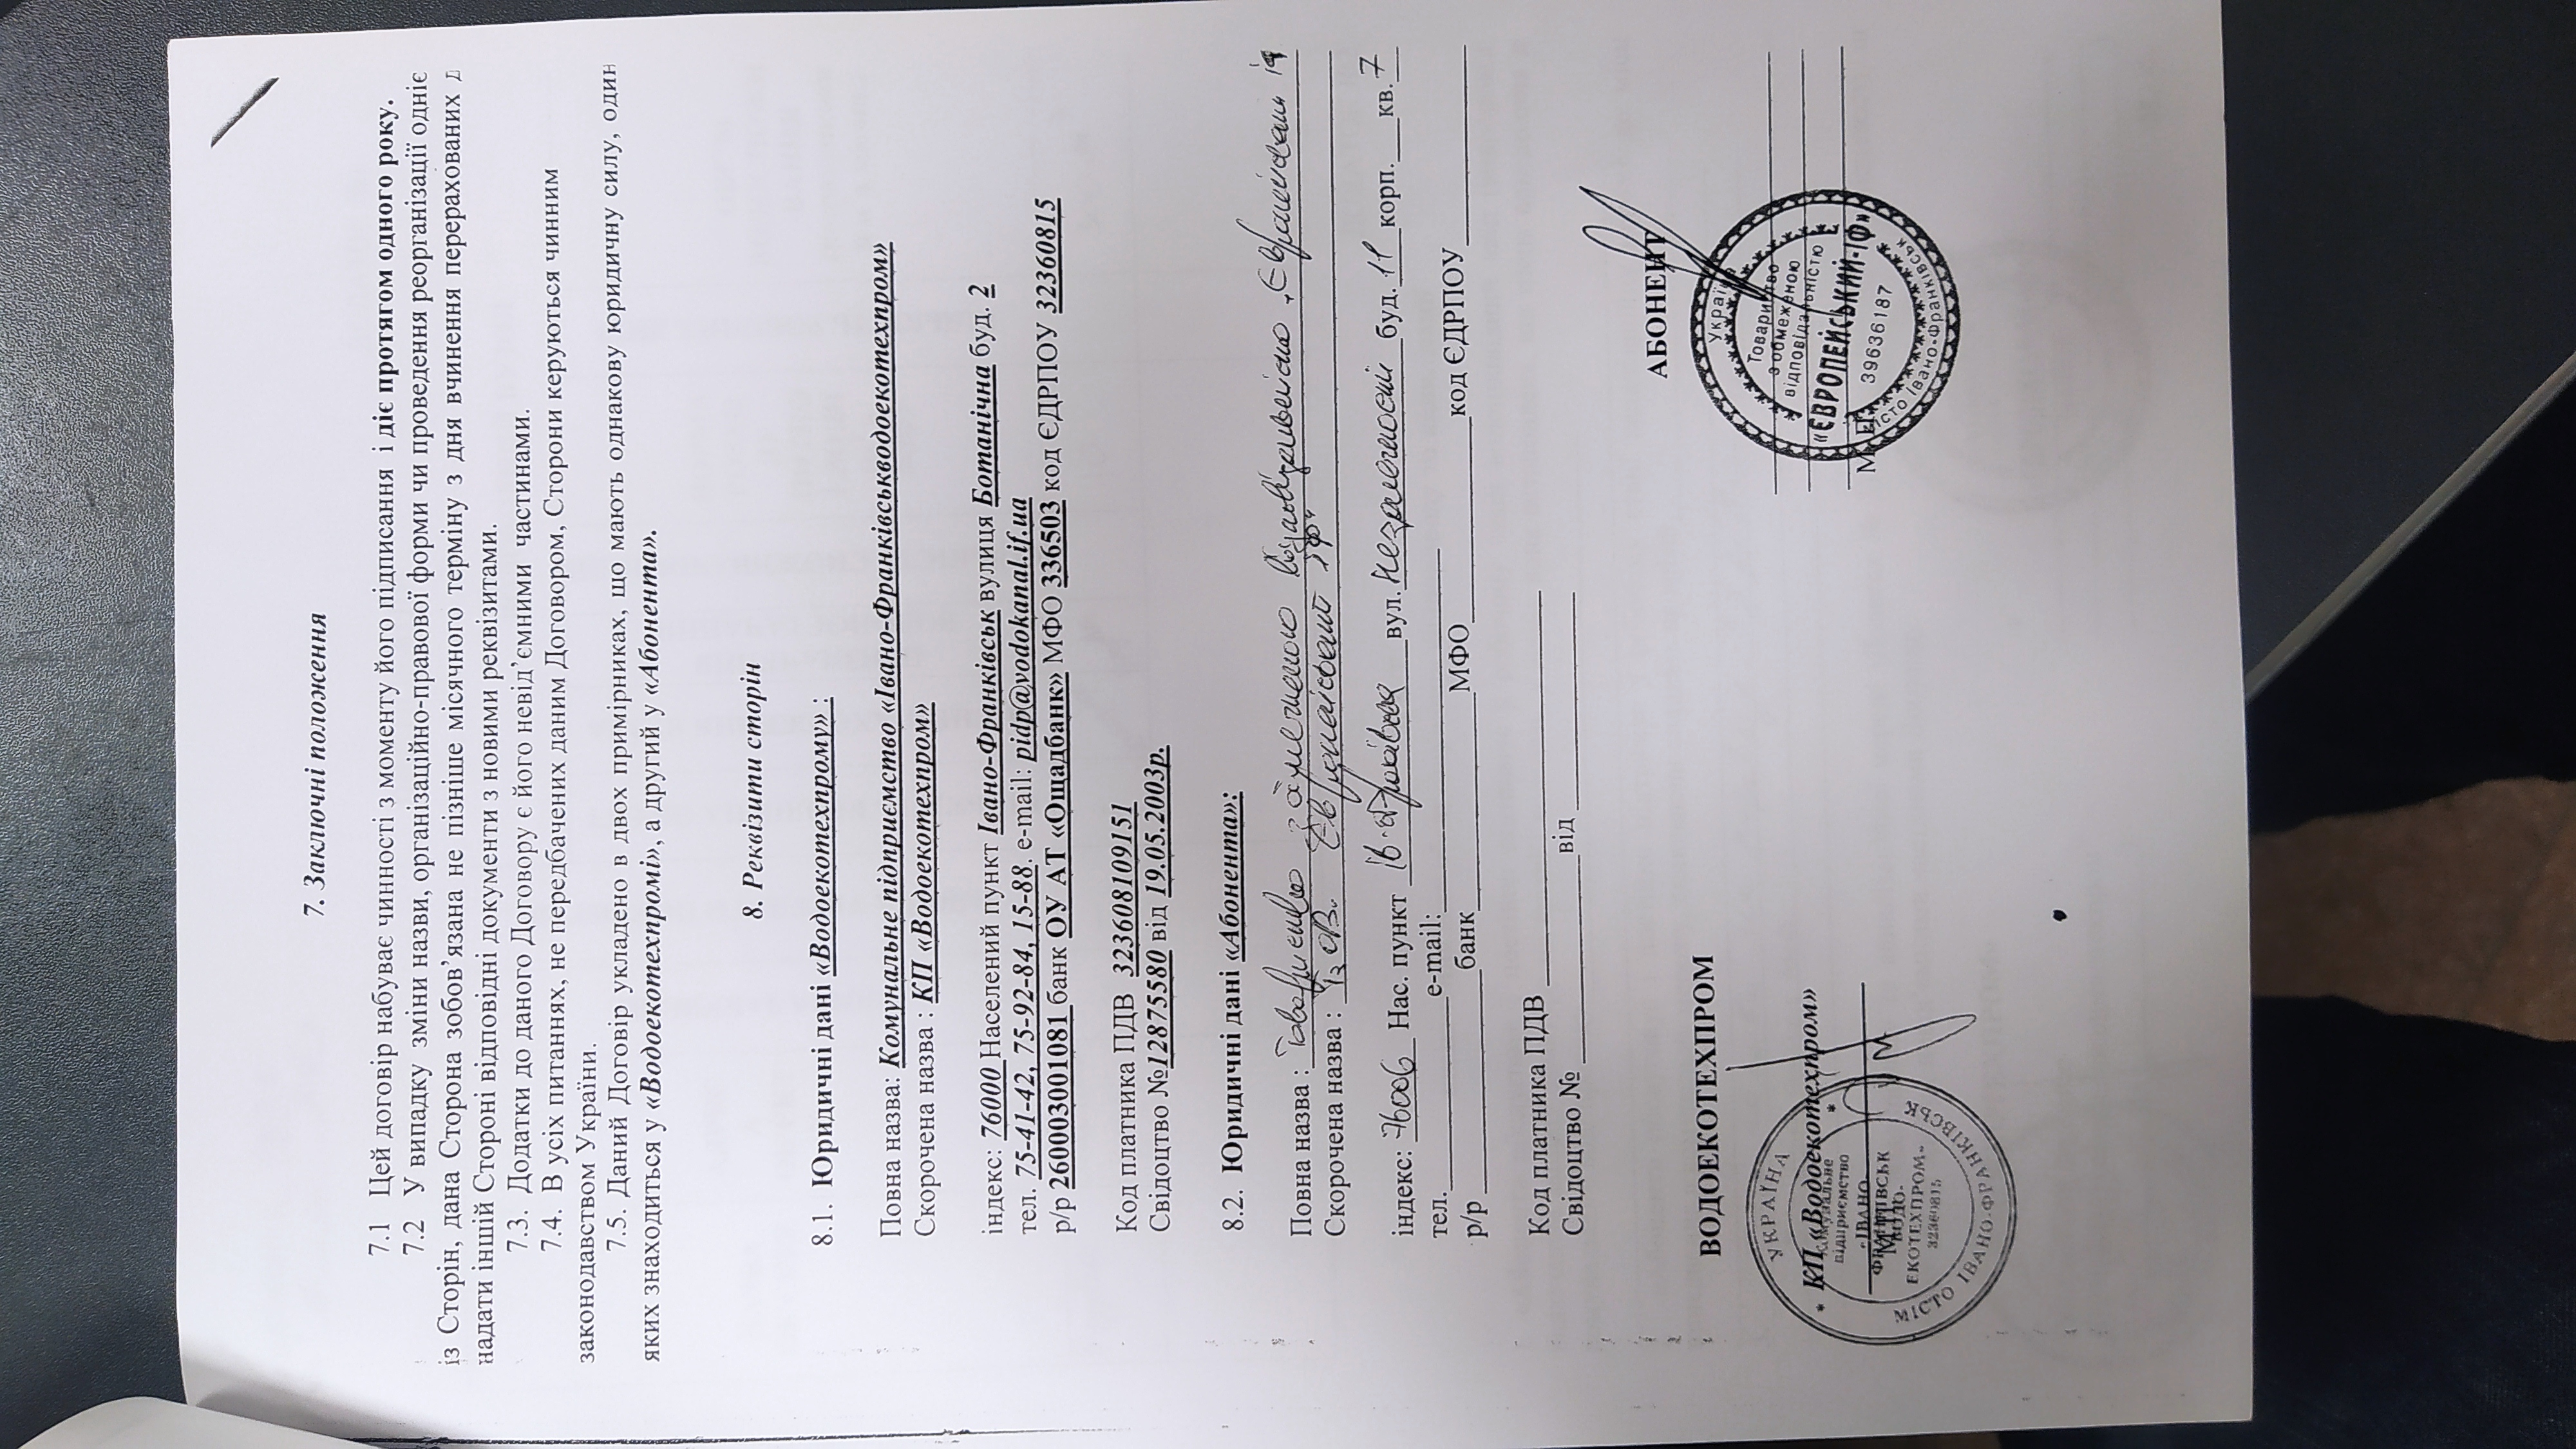 7. Заключні положення
7.1 Цей договір набуває чинності з моменту його підписання і діє протягом одного року.
7.2 У випадку зміни назви, організаційно-правової форми чи проведення реорганізації одніє
із Сторін, дана Сторона зобов’язана не пізніше місячного терміну з дня вчинення перерахованих д
надати іншій Стороні відповідні документи з новими реквізитами.
7.3. Додатки до даного Договору є його невід’ємними частинами.
7.4. В усіх питаннях, не передбачених даним Договором, Сторони керуються чинним
законодавством України.
7.5. Даний Договір укладено в двох примірниках, що мають однакову юридичну силу, один
яких знаходиться у «Водоекотехпромі», а другий у «Абонента».
8. Реквізити сторін
8.1. Юридичні дані «Водоекотехпрому» :
Повна назва: Комунальне підприємство «Івано-Франківськводоекотехпром»
Скорочена назва : КП «Водоекотехпром»
індекс: 76000 Населений пункт Івано-Франківськ вулиця Ботанічна буд. 2
тел. 75-41-42, 75-92-84, 15-88. e-mail: pidp@vodokanal.if.ua
р/р 260003001081 банк ОУ АТ «Ощадбанк» МФО 336503 код ЄДРПОУ 32360815
Код платника ПДВ 323608109151
Свідоцтво №12875580 від 19.05.2003р.
8.2. Юридичні дані «Абонента»:
Повна назва : Товариство з обмеженою відповідальністю „Європейський ІФ
Скорочена назва : ТзОВ. Європейський ІФ“
індекс: 76006 Нас. пункт Ів-Франківськ вул. Незалежності буд. 11 корп. кв. 7
тел. e-mail:
р/р банк МФО код ЄДРПОУ
Код платника ПДВ
Свідоцтво № від
АБОНЕНТ
ВОДОЕКОТЕХПРОМ
КП «Водоекотехпром»
М.П.
УКРАЇНА
Комунальне
підприємство
«ІВАНО-
ФРАНКІВСЬК
ВОДО-
ЕКОТЕХПРОМ»
32360815
МІСТО ІВАНО-ФРАНКІВСЬК
Україна
Товариство
з обмеженою
відповідальністю
«ЄВРОПЕЙСЬКИЙ-ІФ»
39636187
місто Івано-Франківськ
М.П.